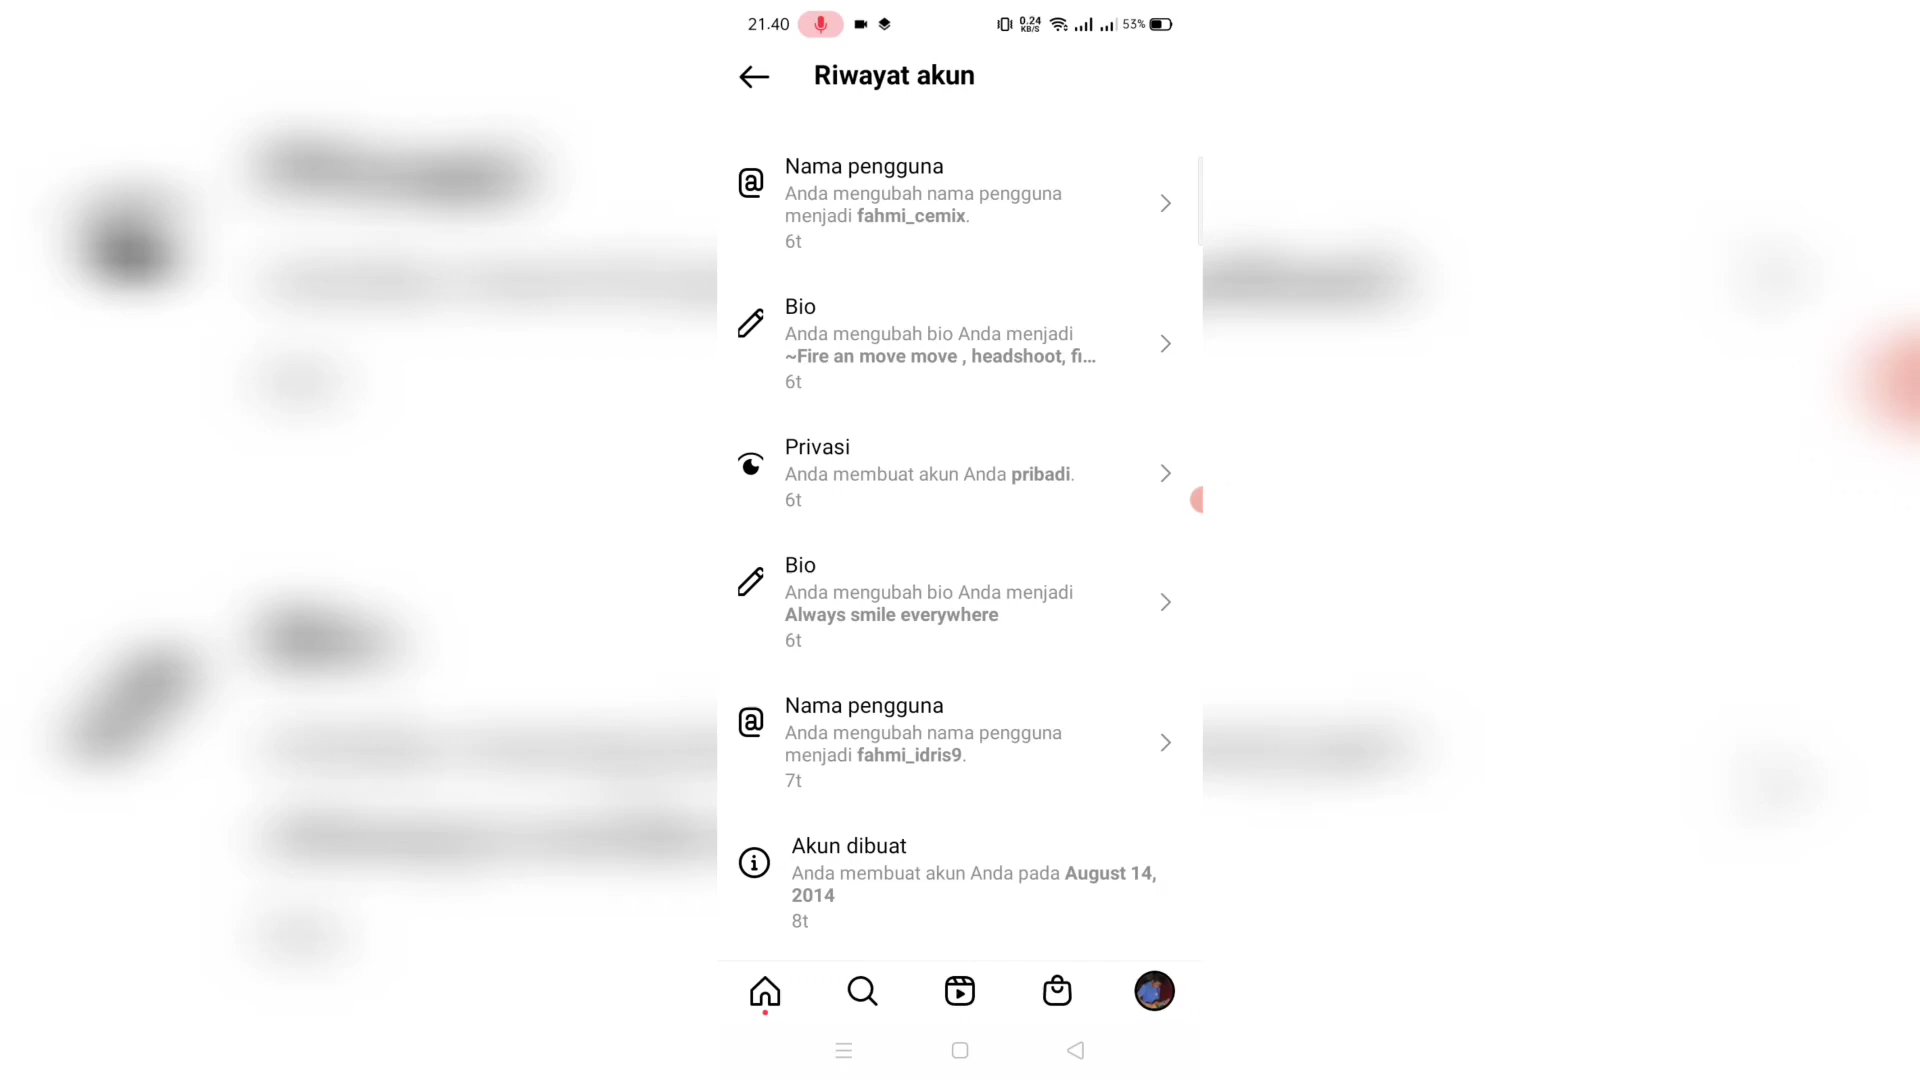 21.40
0.24
KB/S
53%
Riwayat akun
Nama pengguna
Anda mengubah nama pengguna
menjadi fahmi_cemix.
6t
Bio
Anda mengubah bio Anda menjadi
~Fire an move move , headshoot, fi...
6t
Privasi
Anda membuat akun Anda pribadi.
6t
Bio
Anda mengubah bio Anda menjadi
Always smile everywhere
6t
Nama pengguna
Anda mengubah nama pengguna
menjadi fahmi_idris9.
7t
Akun dibuat
Anda membuat akun Anda pada August 14,
2014
8t